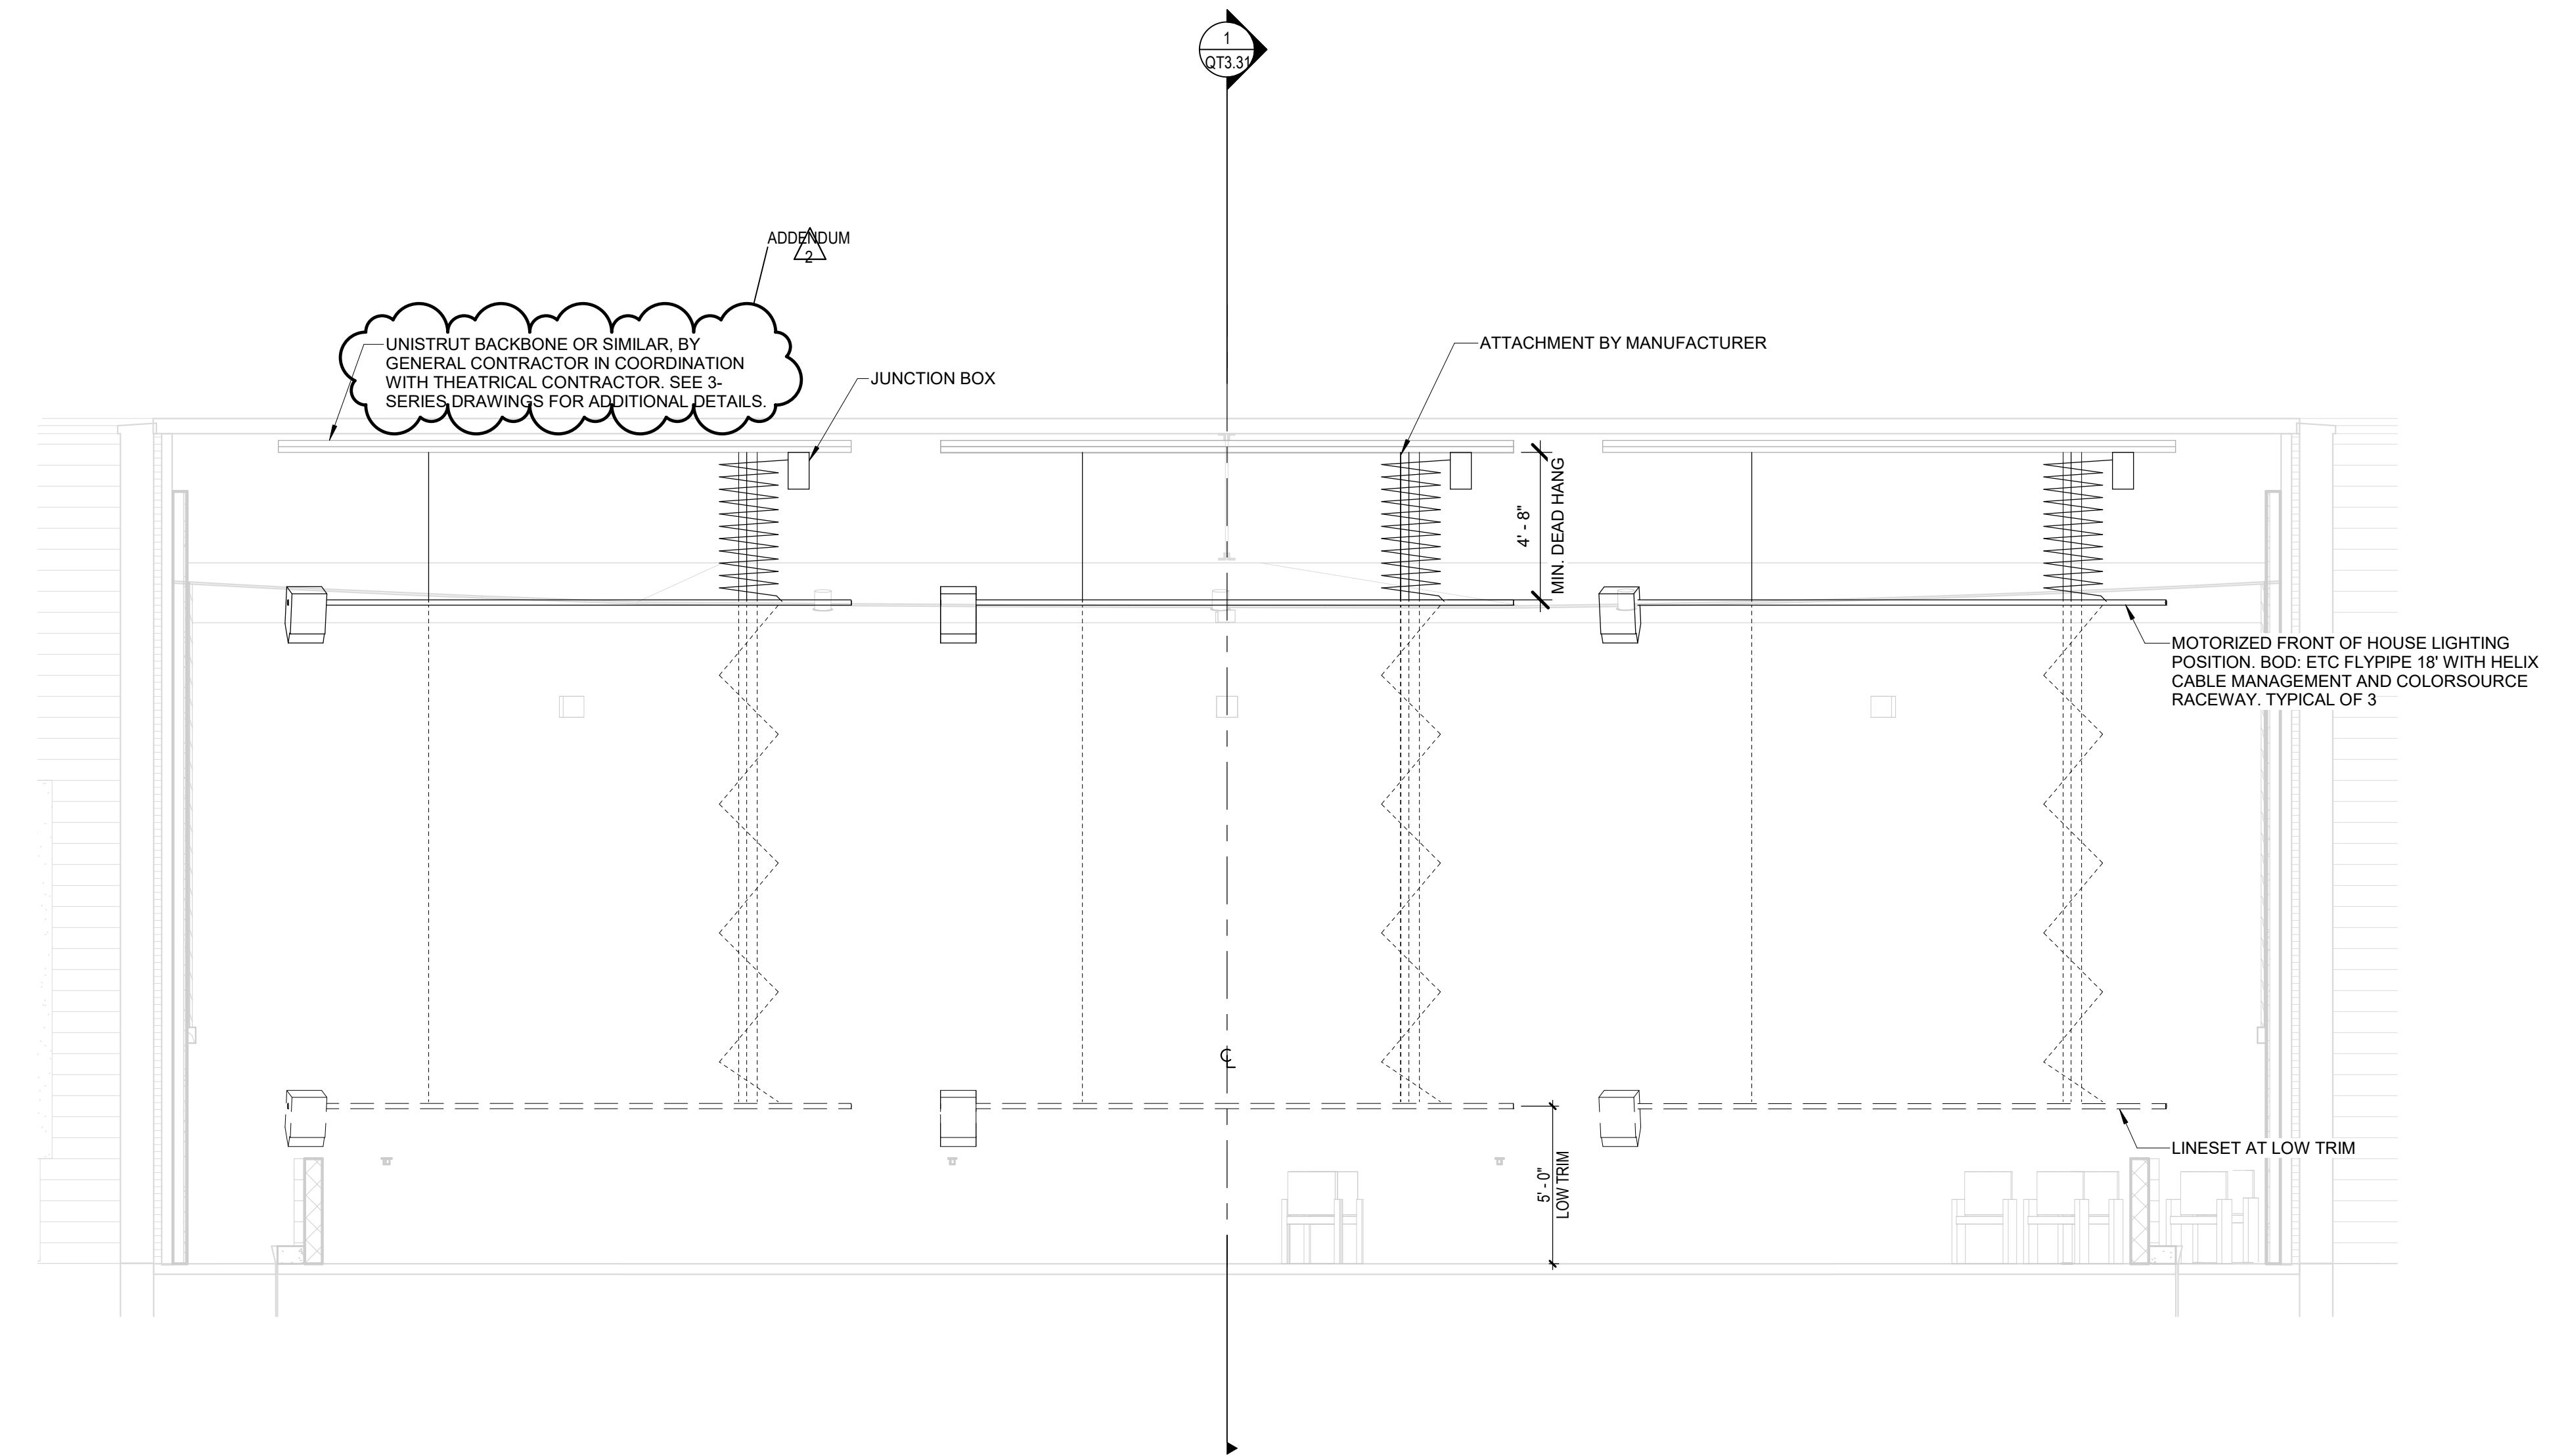 1
QT3.31
ADDENDUM
2
UNISTRUT BACKBONE OR SIMILAR, BY
GENERAL CONTRACTOR IN COORDINATION
WITH THEATRICAL CONTRACTOR. SEE 3-
SERIES DRAWINGS FOR ADDITIONAL DETAILS.
JUNCTION BOX
ATTACHMENT BY MANUFACTURER
4' - 8"
MIN. DEAD HANG
MOTORIZED FRONT OF HOUSE LIGHTING
POSITION. BOD: ETC FLYPIPE 18' WITH HELIX
CABLE MANAGEMENT AND COLORSOURCE
RACEWAY. TYPICAL OF 3
℄
5' - 0"
LOW TRIM
LINESET AT LOW TRIM